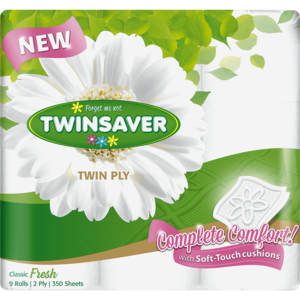 NEW
Forget me not
TWINSAVER
TWIN PLY
Complete Comfort!
with Soft-Touch cushions
Classic Fresh
9 Rolls | 2 Ply | 350 Sheets